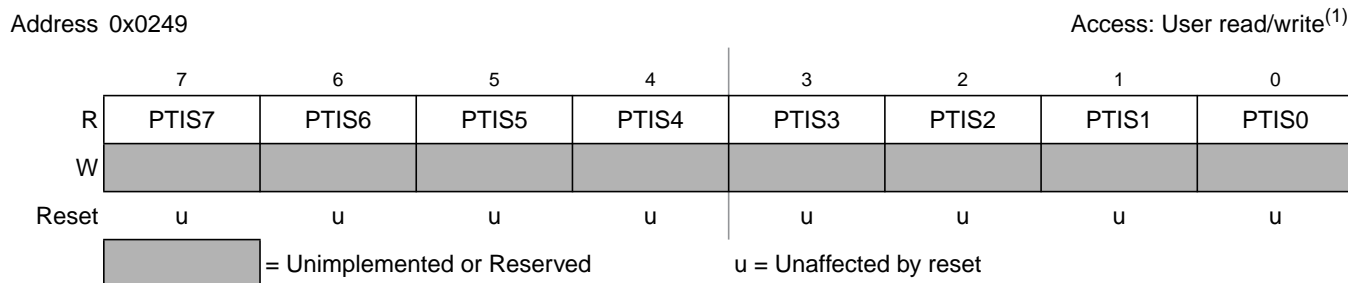 Address 0x0249 Access: User read/write(1)
7 6 5 4 3 2 1 0
R PTIS7 PTIS6 PTIS5 PTIS4 PTIS3 PTIS2 PTIS1 PTIS0
W
Reset u u u u u u u u
= Unimplemented or Reserved u = Unaffected by reset